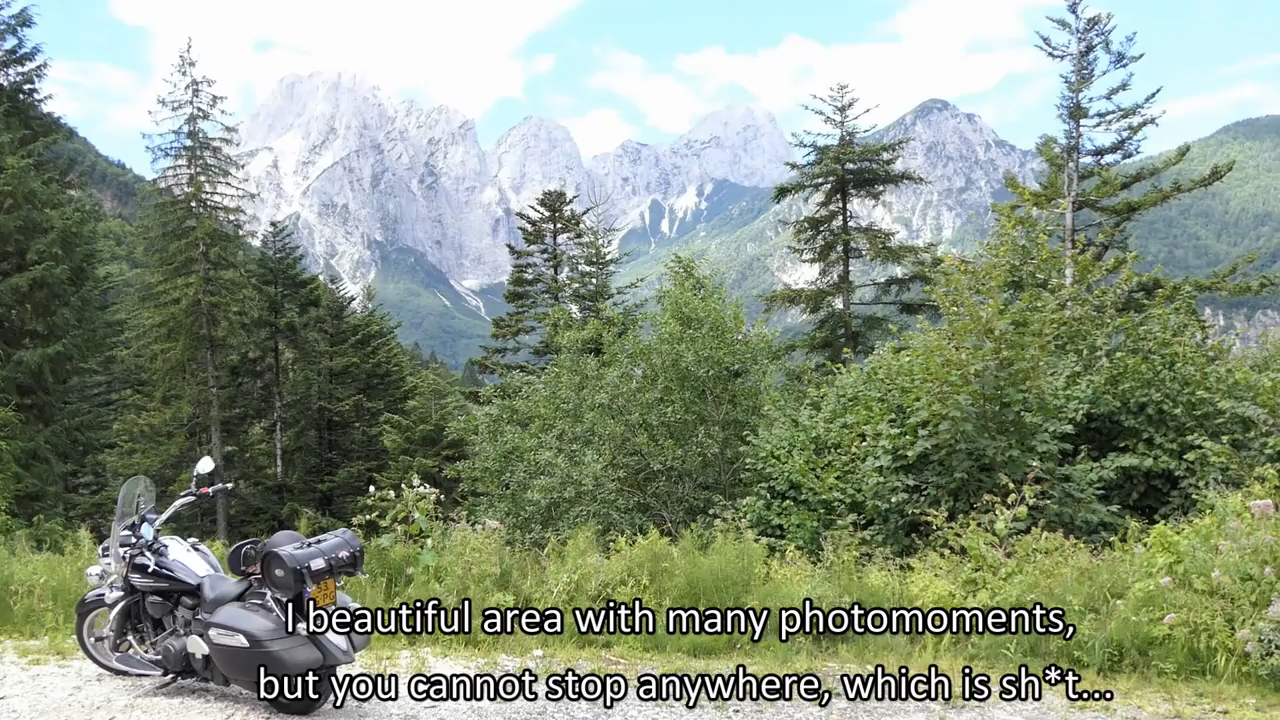 I beautiful area with many photomoments,
but you cannot stop anywhere, which is sh*t...